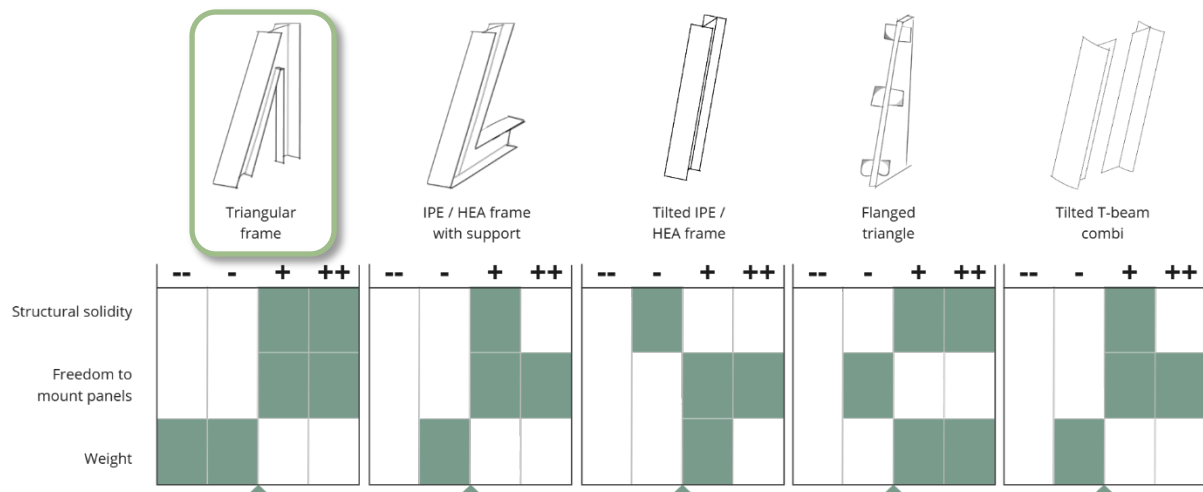 Triangular
frame
IPE / HEA frame
with support
Tilted IPE /
HEA frame
Flanged
triangle
Tilted T-beam
combi
-- - + ++ -- - + ++ -- - + ++ -- - + ++ -- - + ++
Structural solidity
Freedom to
mount panels
Weight